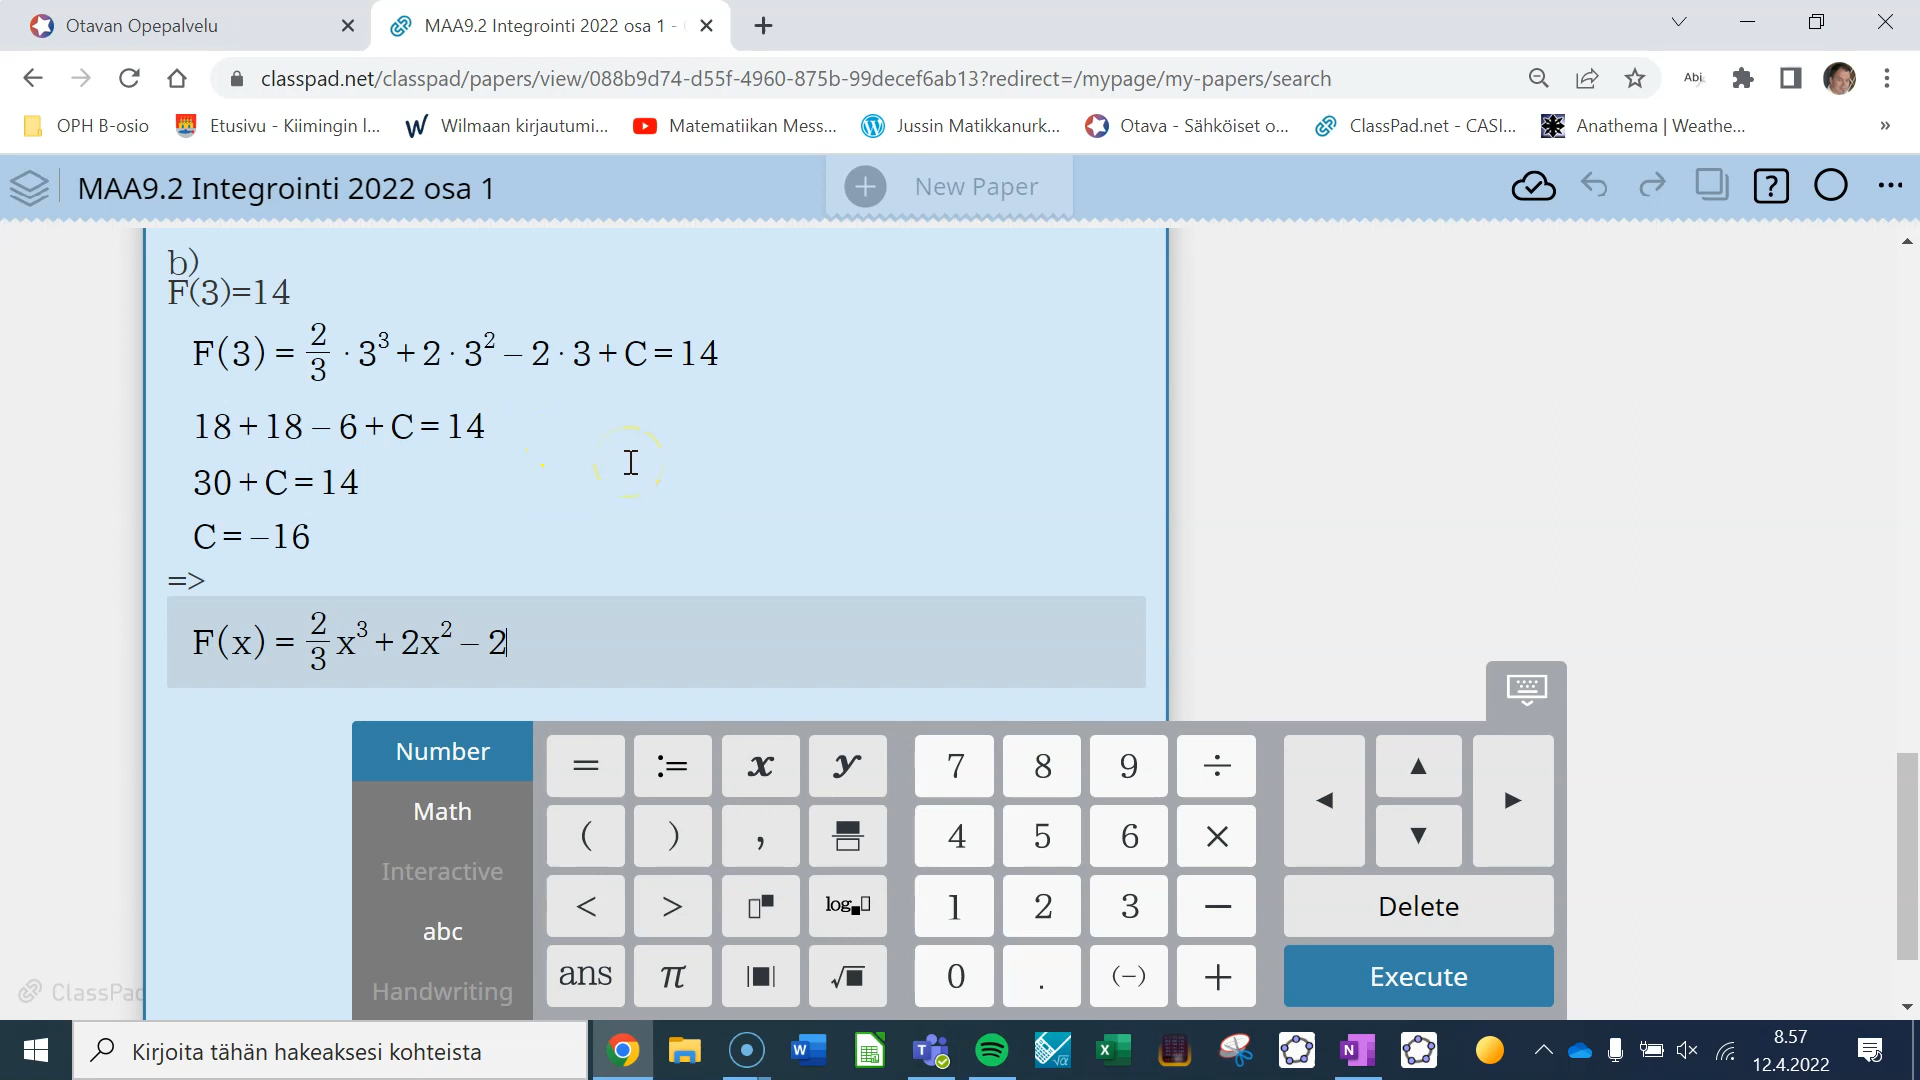 Otavan Opepalvelu
MAA9.2 Integrointi 2022 osa 1 -
classpad.net/classpad/papers/view/088b9d74-d55f-4960-875b-99decef6ab13?redirect=/mypage/my-papers/search
OPH B-osio
Etusivu - Kiimingin l...
Wilmaan kirjautumi...
Matematiikan Mess...
Jussin Matikkanurk...
Otava - Sähköiset o...
ClassPad.net - CASI...
Anathema | Weathe...
»
MAA9.2 Integrointi 2022 osa 1
New Paper
b)
F(3)=14
F(3) = 2/3 · 3³ + 2 · 3² – 2 · 3 + C = 14
18 + 18 – 6 + C = 14
30 + C = 14
C = –16
=>
F(x) = 2/3 x³ + 2x² – 2
Number
Math
Interactive
abc
Handwriting
= := x y 7 8 9 ÷
( ) , 4 5 6 ×
< > log 1 2 3 −
ans π |■| √■ 0 . (−) +
Delete
Execute
ClassPad
Kirjoita tähän hakeaksesi kohteista
8.57
12.4.2022